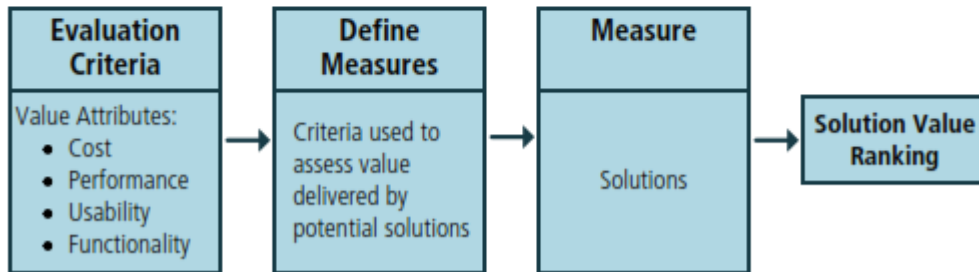 Evaluation
Criteria
Value Attributes:
• Cost
• Performance
• Usability
• Functionality
Define
Measures
Criteria used to
assess value
delivered by
potential solutions
Measure
Solutions
Solution Value
Ranking